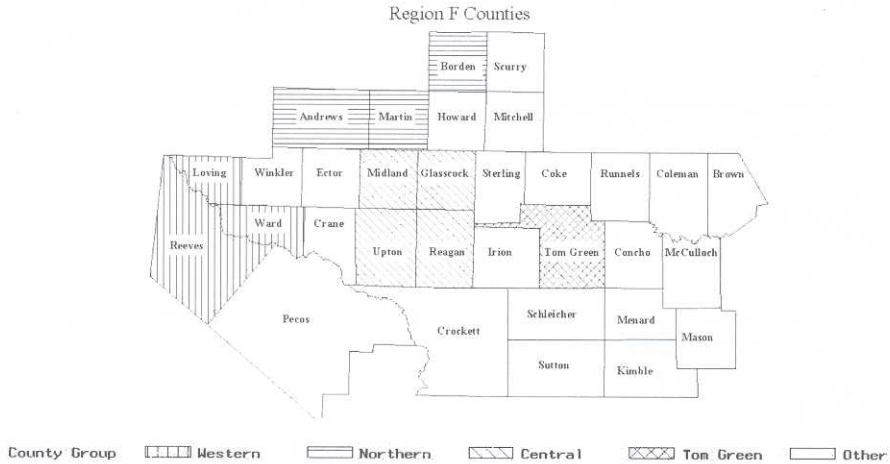 Region F Counties
Borden Scurry
Andrews Martin Howard Mitchell
Loving Winkler Ector Midland Glasscock Sterling Coke Runnels Coleman Brown
Reeves Ward Crane Upton Reagan Irion Tom Green Concho McCulloch
Pecos Crockett Schleicher Menard Mason
Sutton Kimble
County Group Western Northern Central Tom Green Other